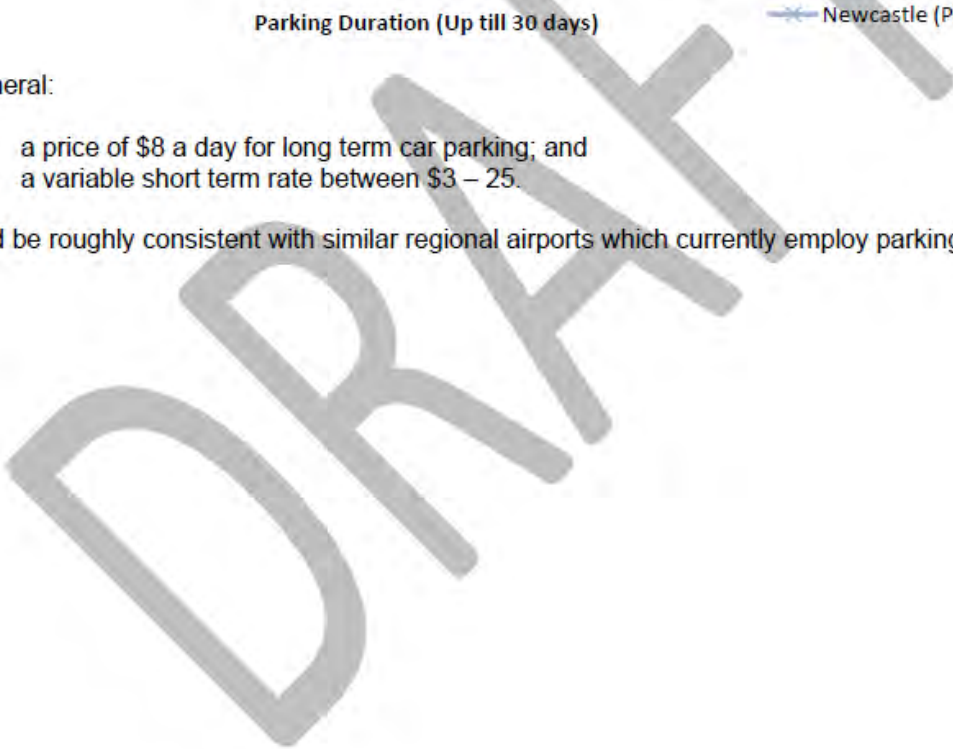 Parking Duration (Up till 30 days)
Newcastle (P
neral:
a price of $8 a day for long term car parking; and
a variable short term rate between $3 – 25.
d be roughly consistent with similar regional airports which currently employ parking
DRAFT